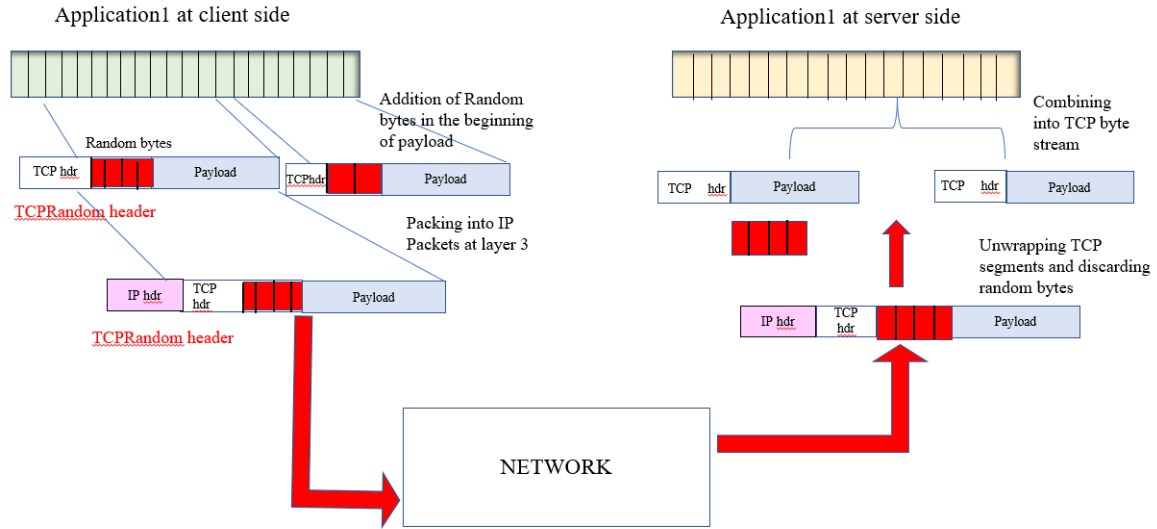 Application1 at client side
Application1 at server side
Addition of Random
bytes in the beginning
of payload
Random bytes
TCP hdr
Payload
TCPhdr
Payload
TCPRandom header
Packing into IP
Packets at layer 3
IP hdr
TCP
hdr
Payload
TCPRandom header
Combining
into TCP byte
stream
TCP hdr
Payload
TCP hdr
Payload
Unwrapping TCP
segments and discarding
random bytes
IP hdr
TCP
hdr
Payload
NETWORK